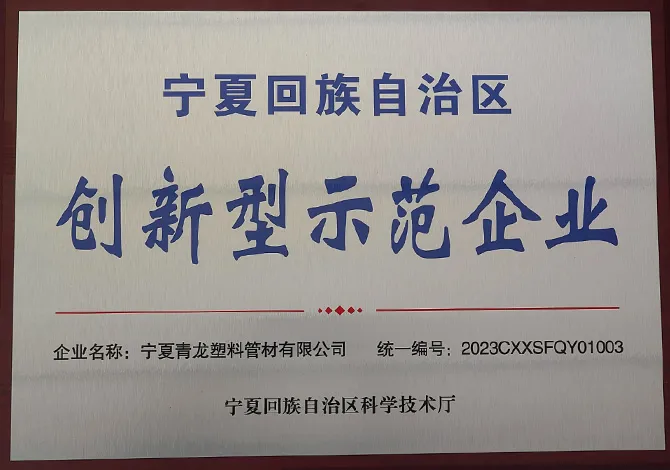 宁夏回族自治区
创新型示范企业
企业名称：宁夏青龙塑料管材有限公司 统一编号：2023CXXSFQY01003
宁夏回族自治区科学技术厅